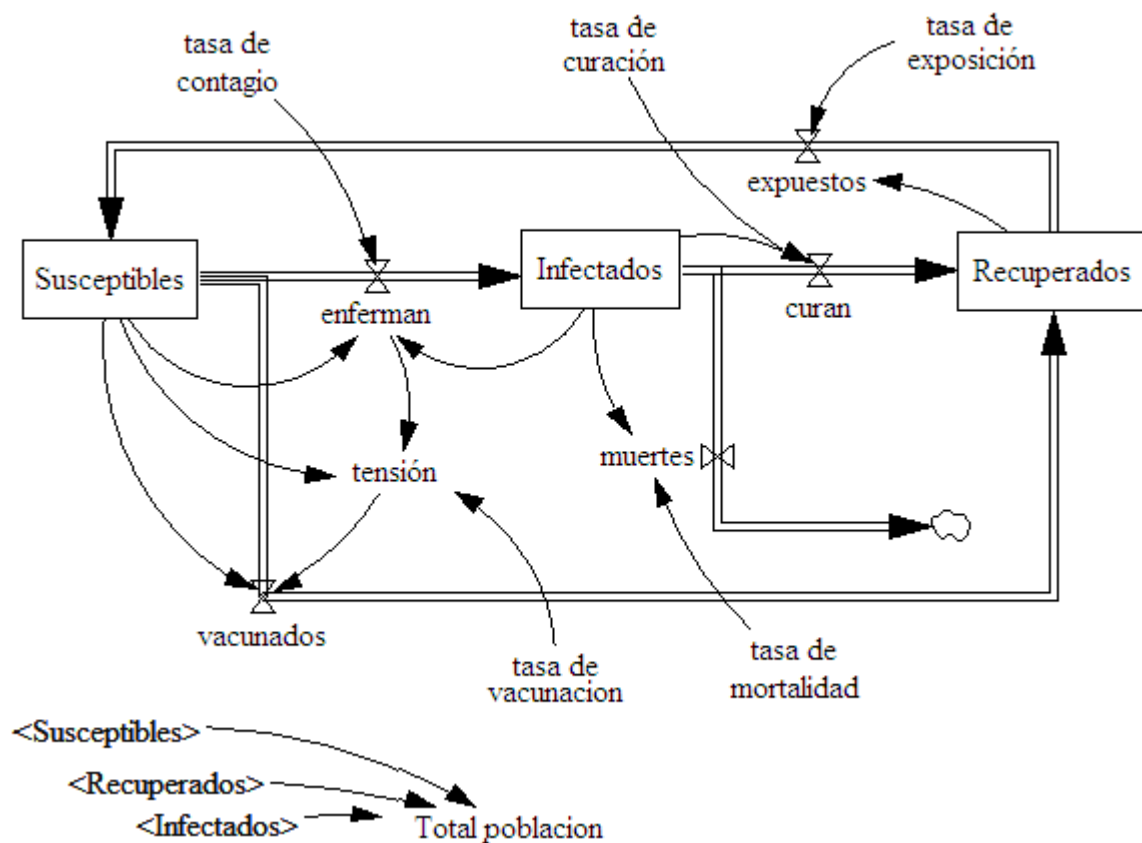 tasa de
contagio
tasa de
curación
tasa de
exposición
expuestos
Susceptibles
Infectados
Recuperados
enferman
curan
tensión
muertes
vacunados
tasa de
vacunacion
tasa de
mortalidad
<Susceptibles>
<Recuperados>
<Infectados>
Total poblacion